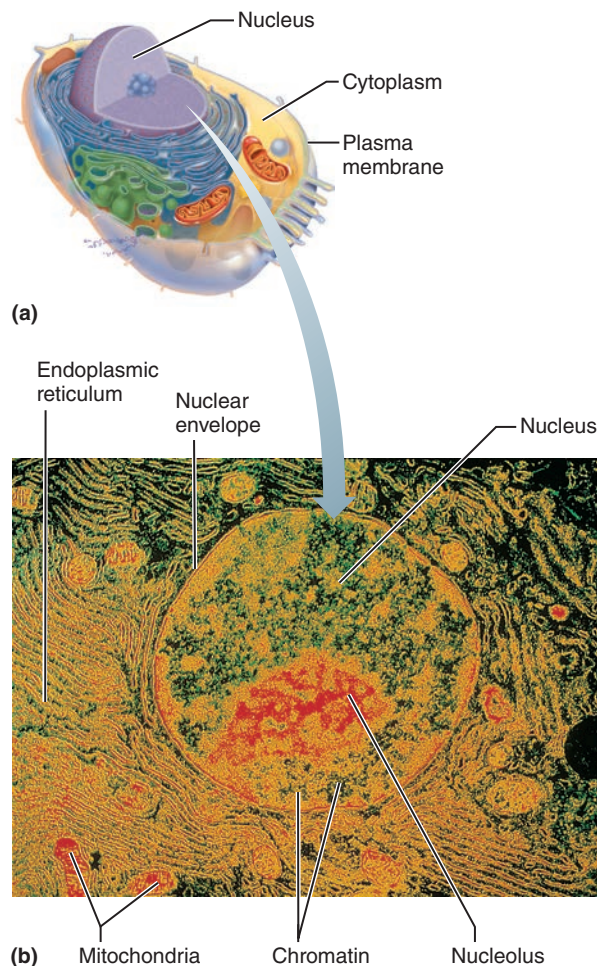 Nucleus
Cytoplasm
Plasma
membrane
(a)
Endoplasmic
reticulum
Nuclear
envelope
Nucleus
(b)
Mitochondria
Chromatin
Nucleolus